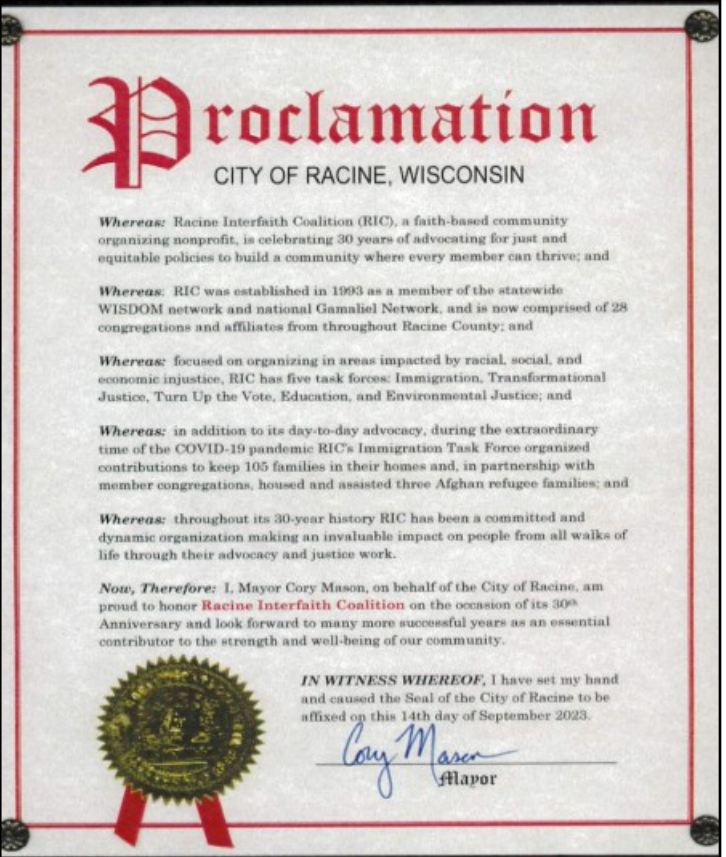 Proclamation
CITY OF RACINE, WISCONSIN
Whereas: Racine Interfaith Coalition (RIC), a faith-based community
organizing nonprofit, is celebrating 30 years of advocating for just and
equitable policies to build a community where every member can thrive; and
Whereas: RIC was established in 1993 as a member of the statewide
WISDOM network and national Gamaliel Network, and is now comprised of 28
congregations and affiliates from throughout Racine County; and
Whereas: focused on organizing in areas impacted by racial, social, and
economic injustice, RIC has five task forces: Immigration, Transformational
Justice, Turn Up the Vote, Education, and Environmental Justice; and
Whereas: in addition to its day-to-day advocacy, during the extraordinary
time of the COVID-19 pandemic RIC's Immigration Task Force organized
contributions to keep 105 families in their homes and, in partnership with
member congregations, housed and assisted three Afghan refugee families; and
Whereas: throughout its 30-year history RIC has been a committed and
dynamic organization making an invaluable impact on people from all walks of
life through their advocacy and justice work.
Now, Therefore: I, Mayor Cory Mason, on behalf of the City of Racine, am
proud to honor Racine Interfaith Coalition on the occasion of its 30th
Anniversary and look forward to many more successful years as an essential
contributor to the strength and well-being of our community.
IN WITNESS WHEREOF, I have set my hand
and caused the Seal of the City of Racine to be
affixed on this 14th day of September 2023.
Cory Mason
Mayor